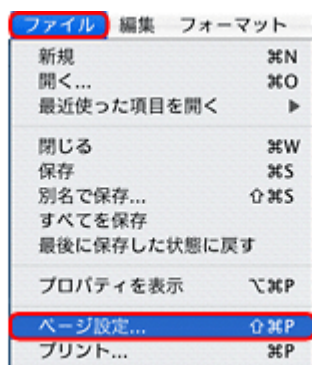 ファイル 編集 フォーマット
新規 ⌘N
開く... ⌘O
最近使った項目を開く ▶
閉じる ⌘W
保存 ⌘S
別名で保存... ⇧⌘S
すべてを保存
最後に保存した状態に戻す
プロパティを表示 ⌥⌘P
ページ設定... ⇧⌘P
プリント... ⌘P